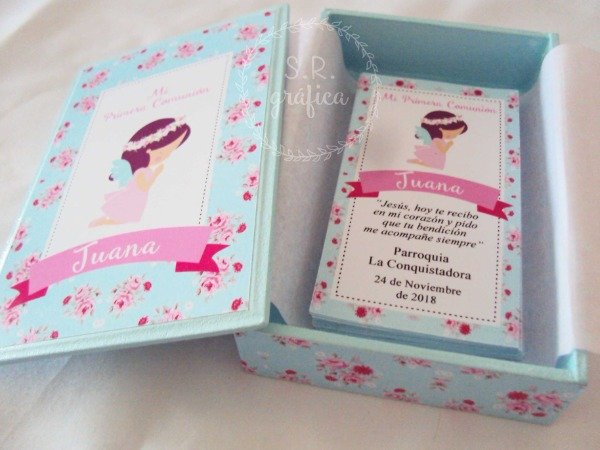 S.R.
gráfica
Mi
Primera Comunión
Juana
Mi Primera Comunión
Juana
"Jesús, hoy te recibo
en mi corazón y pido
que tu bendición
me acompañe siempre"
Parroquia
La Conquistadora
24 de Noviembre
de 2018